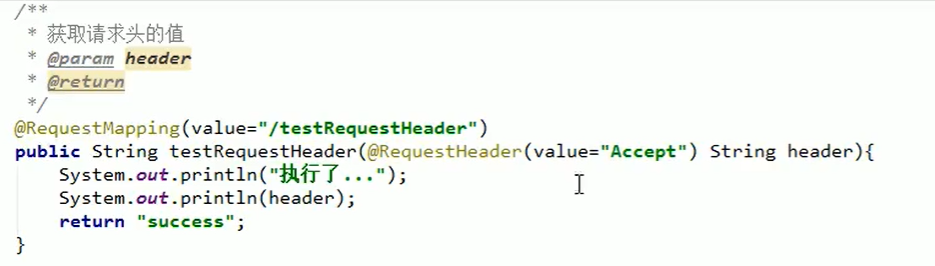 /**
 * 获取请求头的值
 * @param header
 * @return
 */
@RequestMapping(value="/testRequestHeader")
public String testRequestHeader(@RequestHeader(value="Accept") String header){
    System.out.println("执行了...");
    System.out.println(header);
    return "success";
}